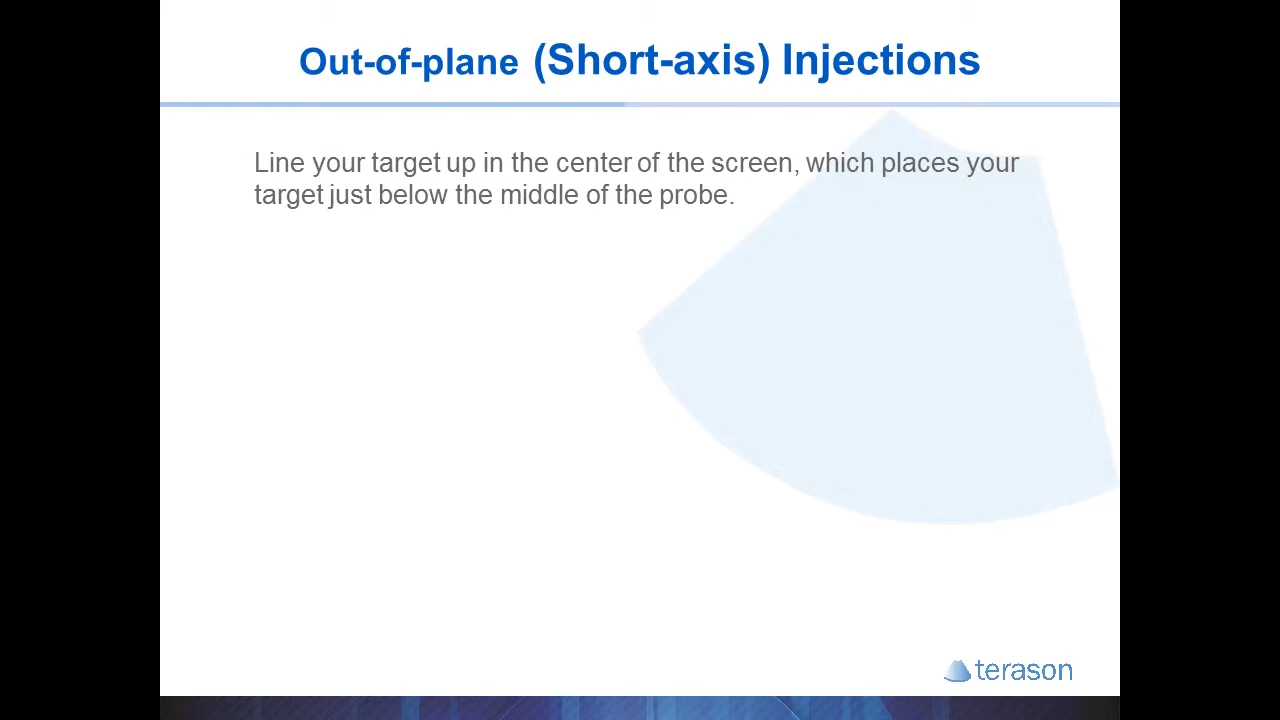 Out-of-plane (Short-axis) Injections
Line your target up in the center of the screen, which places your
target just below the middle of the probe.
terason